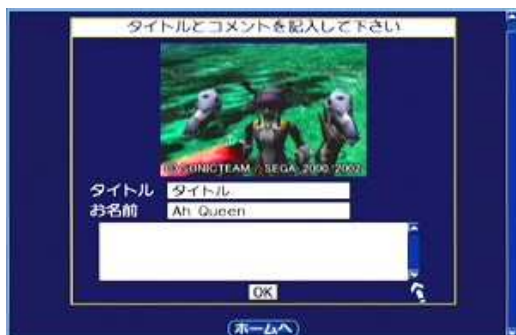 タイトルとコメントを記入して下さい
(C)SONICTEAM / SEGA 2000 2002
タイトル タイトル
お名前 Ah Queen
OK
ホームへ